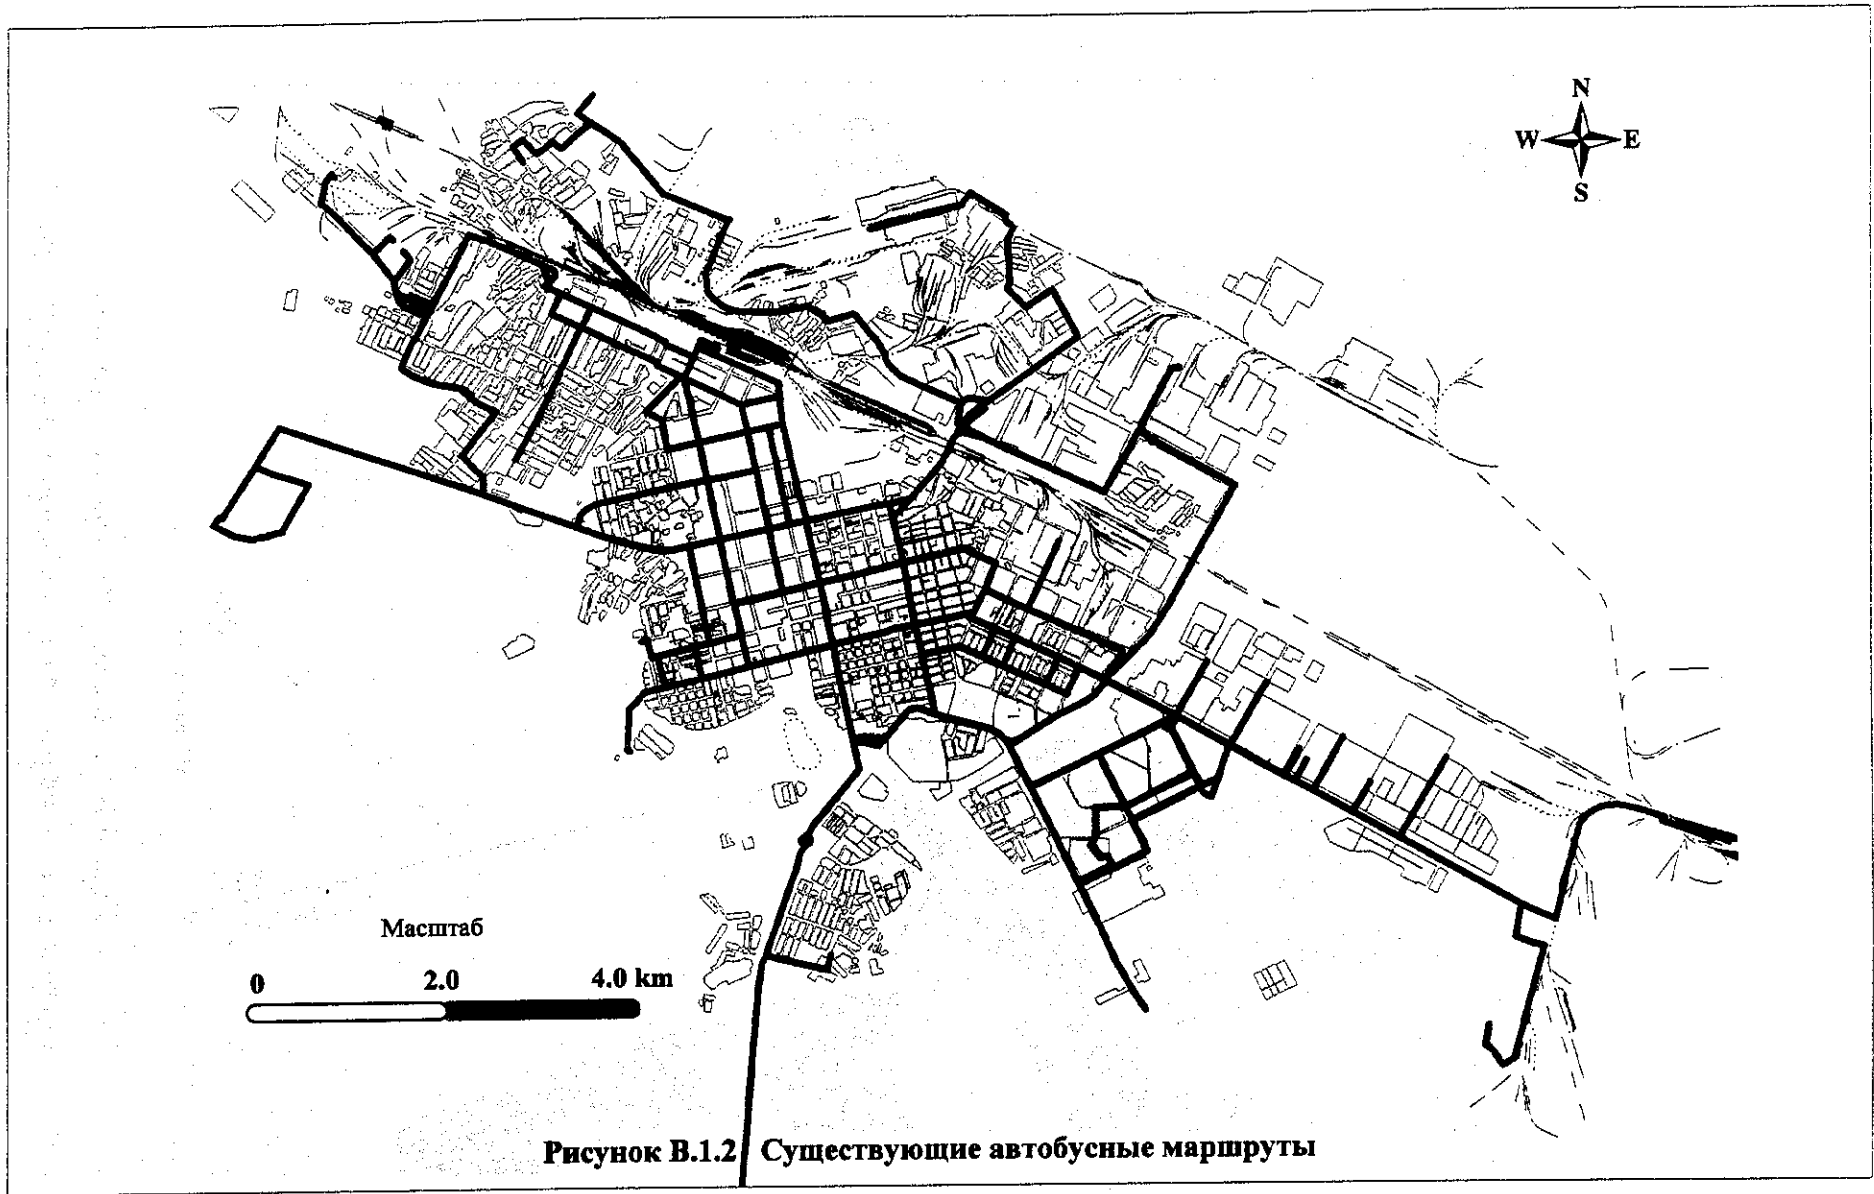 N
W E
S
Масштаб
0 2.0 4.0 km
Рисунок В.1.2 Существующие автобусные маршруты